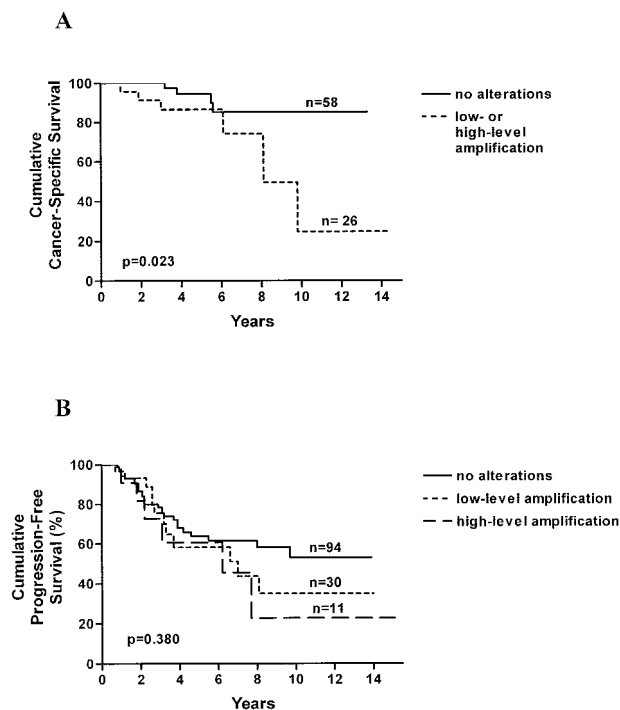 A
Cumulative
Cancer-Specific Survival
100
80
60
40
20
0
0 2 4 6 8 10 12 14
Years
n=58
n= 26
p=0.023
no alterations
low- or
high-level
amplification
B
Cumulative
Progression-Free
Survival (%)
100
80
60
40
20
0
0 2 4 6 8 10 12 14
Years
n=94
n=30
n=11
p=0.380
no alterations
low-level amplification
high-level amplification